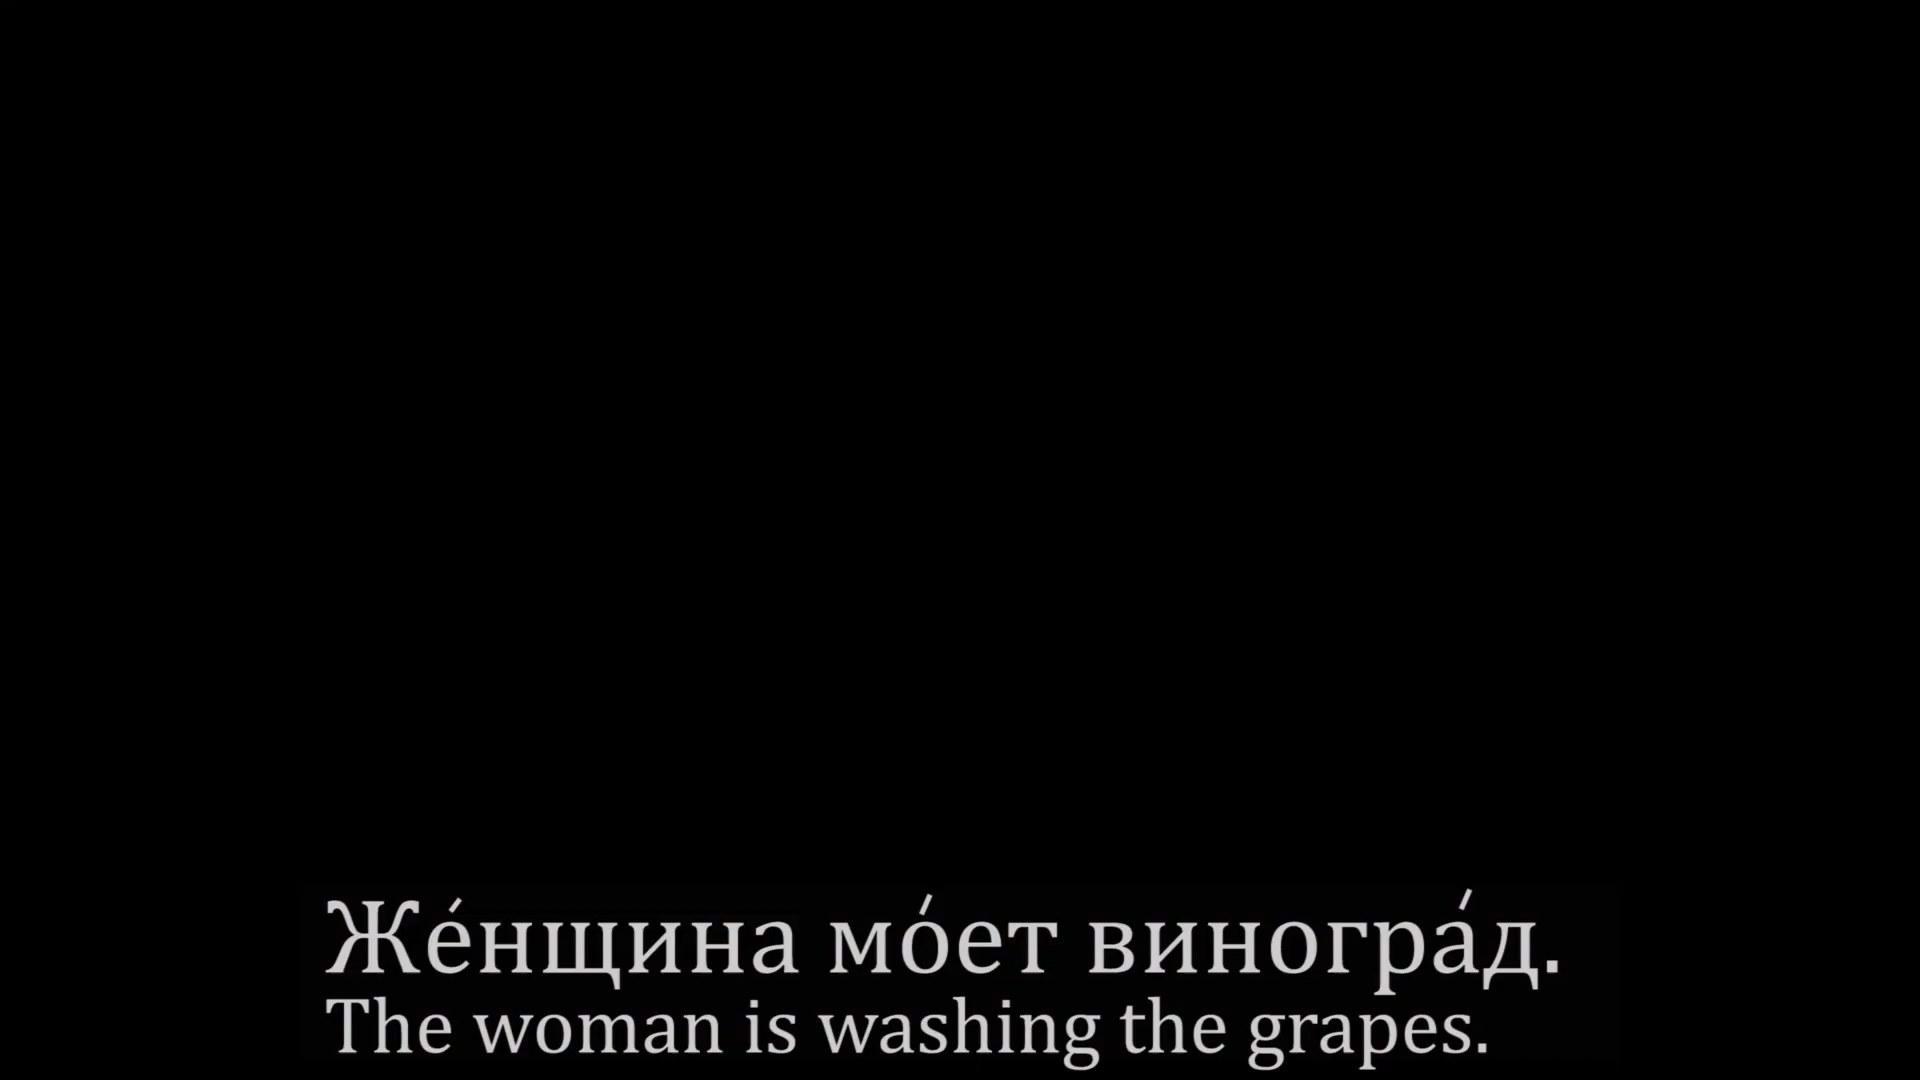 Же́нщина мо́ет виногра́д.
The woman is washing the grapes.